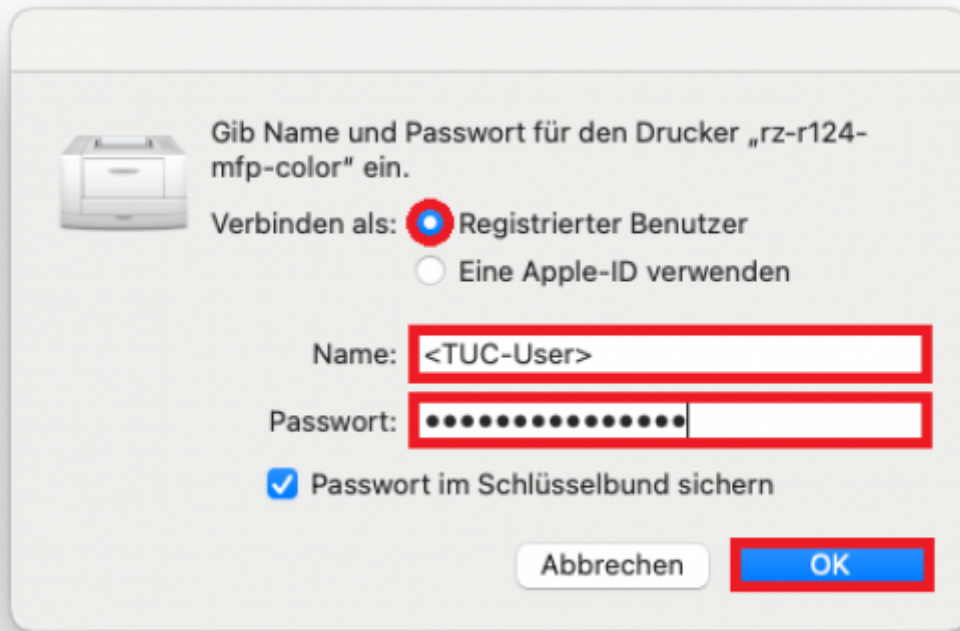 Gib Name und Passwort für den Drucker „rz-r124-
mfp-color" ein.
Verbinden als: Registrierter Benutzer
Eine Apple-ID verwenden
Name: <TUC-User>
Passwort: •••••••••••••••
Passwort im Schlüsselbund sichern
Abbrechen OK